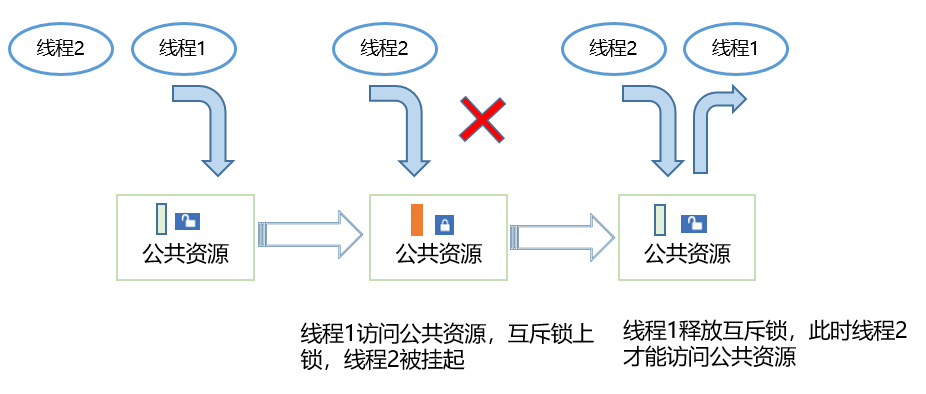 线程2
线程1
线程2
线程2
线程1
公共资源
公共资源
公共资源
线程1访问公共资源，互斥锁上
锁，线程2被挂起
线程1释放互斥锁，此时线程2
才能访问公共资源